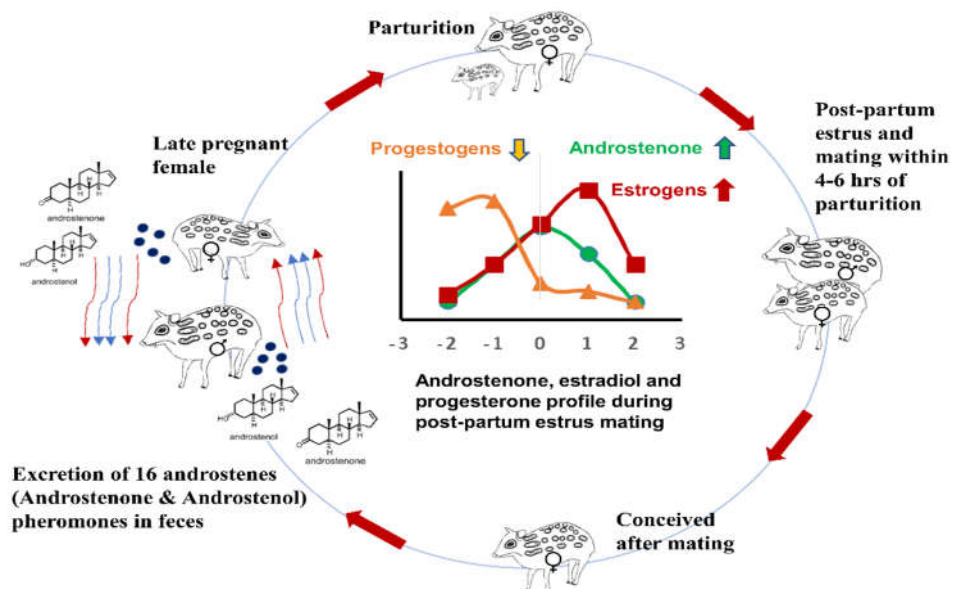 Parturition
Post-partum
estrus and
mating within
4-6 hrs of
parturition
Late pregnant
female
androstenone
HO
androstenol
Progestogens
Androstenone
Estrogens
-3 -2 -1 0 1 2 3
Androstenone, estradiol and
progesterone profile during
post-partum estrus mating
HO
androstenol
androstenone
Excretion of 16 androstenes
(Androstenone & Androstenol)
pheromones in feces
Conceived
after mating